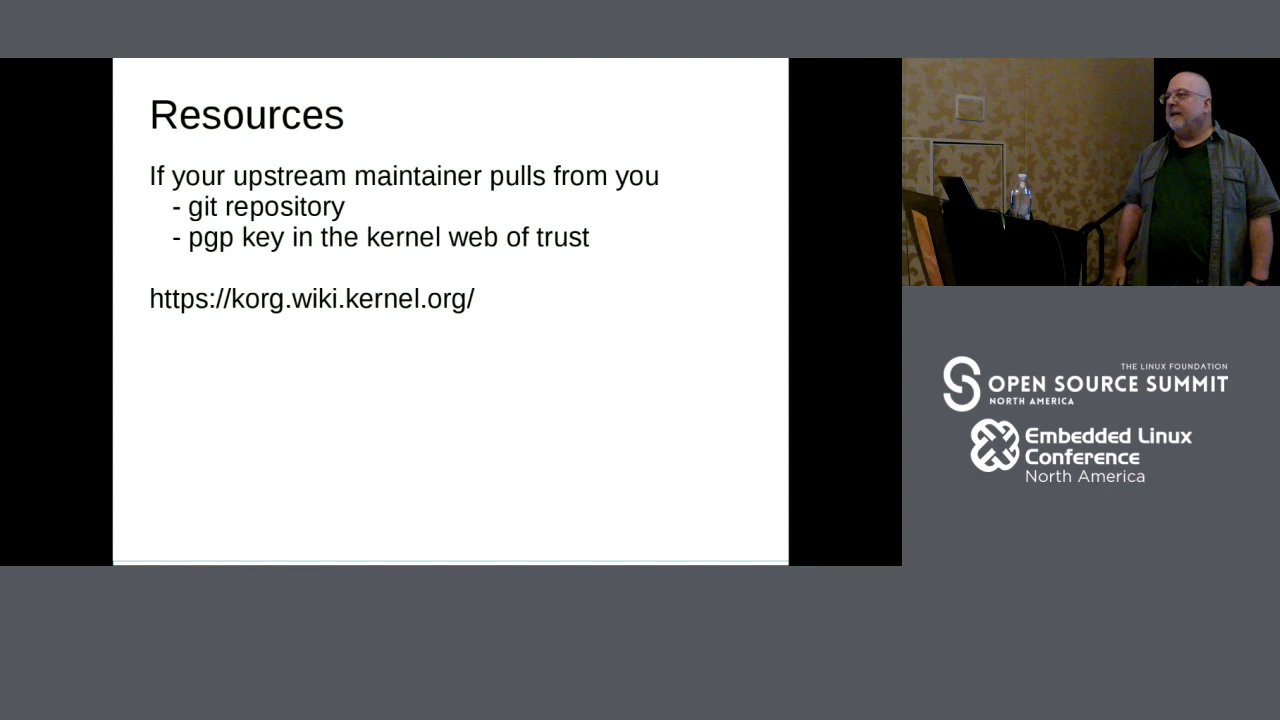 Resources
If your upstream maintainer pulls from you
- git repository
- pgp key in the kernel web of trust
https://korg.wiki.kernel.org/
THE LINUX FOUNDATION
OPEN SOURCE SUMMIT
NORTH AMERICA
Embedded Linux
Conference
North America